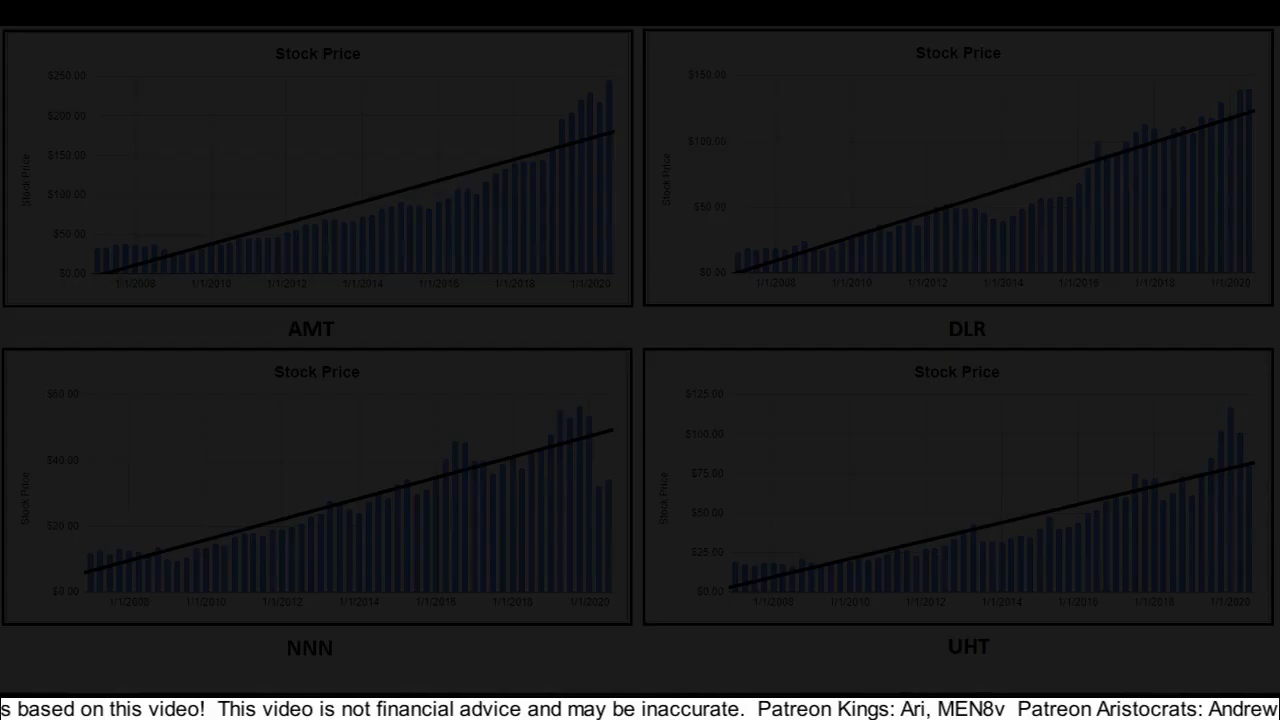 Stock Price
$250.00
$200.00
$150.00
$100.00
$50.00
$0.00
Stock Price
1/1/2008 1/1/2010 1/1/2012 1/1/2014 1/1/2016 1/1/2018 1/1/2020
AMT
Stock Price
$150.00
$100.00
$50.00
$0.00
Stock Price
1/1/2008 1/1/2010 1/1/2012 1/1/2014 1/1/2016 1/1/2018 1/1/2020
DLR
Stock Price
$60.00
$40.00
$20.00
$0.00
Stock Price
1/1/2008 1/1/2010 1/1/2012 1/1/2014 1/1/2016 1/1/2018 1/1/2020
NNN
Stock Price
$125.00
$100.00
$75.00
$50.00
$25.00
$0.00
Stock Price
1/1/2008 1/1/2010 1/1/2012 1/1/2014 1/1/2016 1/1/2018 1/1/2020
UHT
s based on this video!  This video is not financial advice and may be inaccurate.  Patreon Kings: Ari, MEN8v  Patreon Aristocrats: Andrew